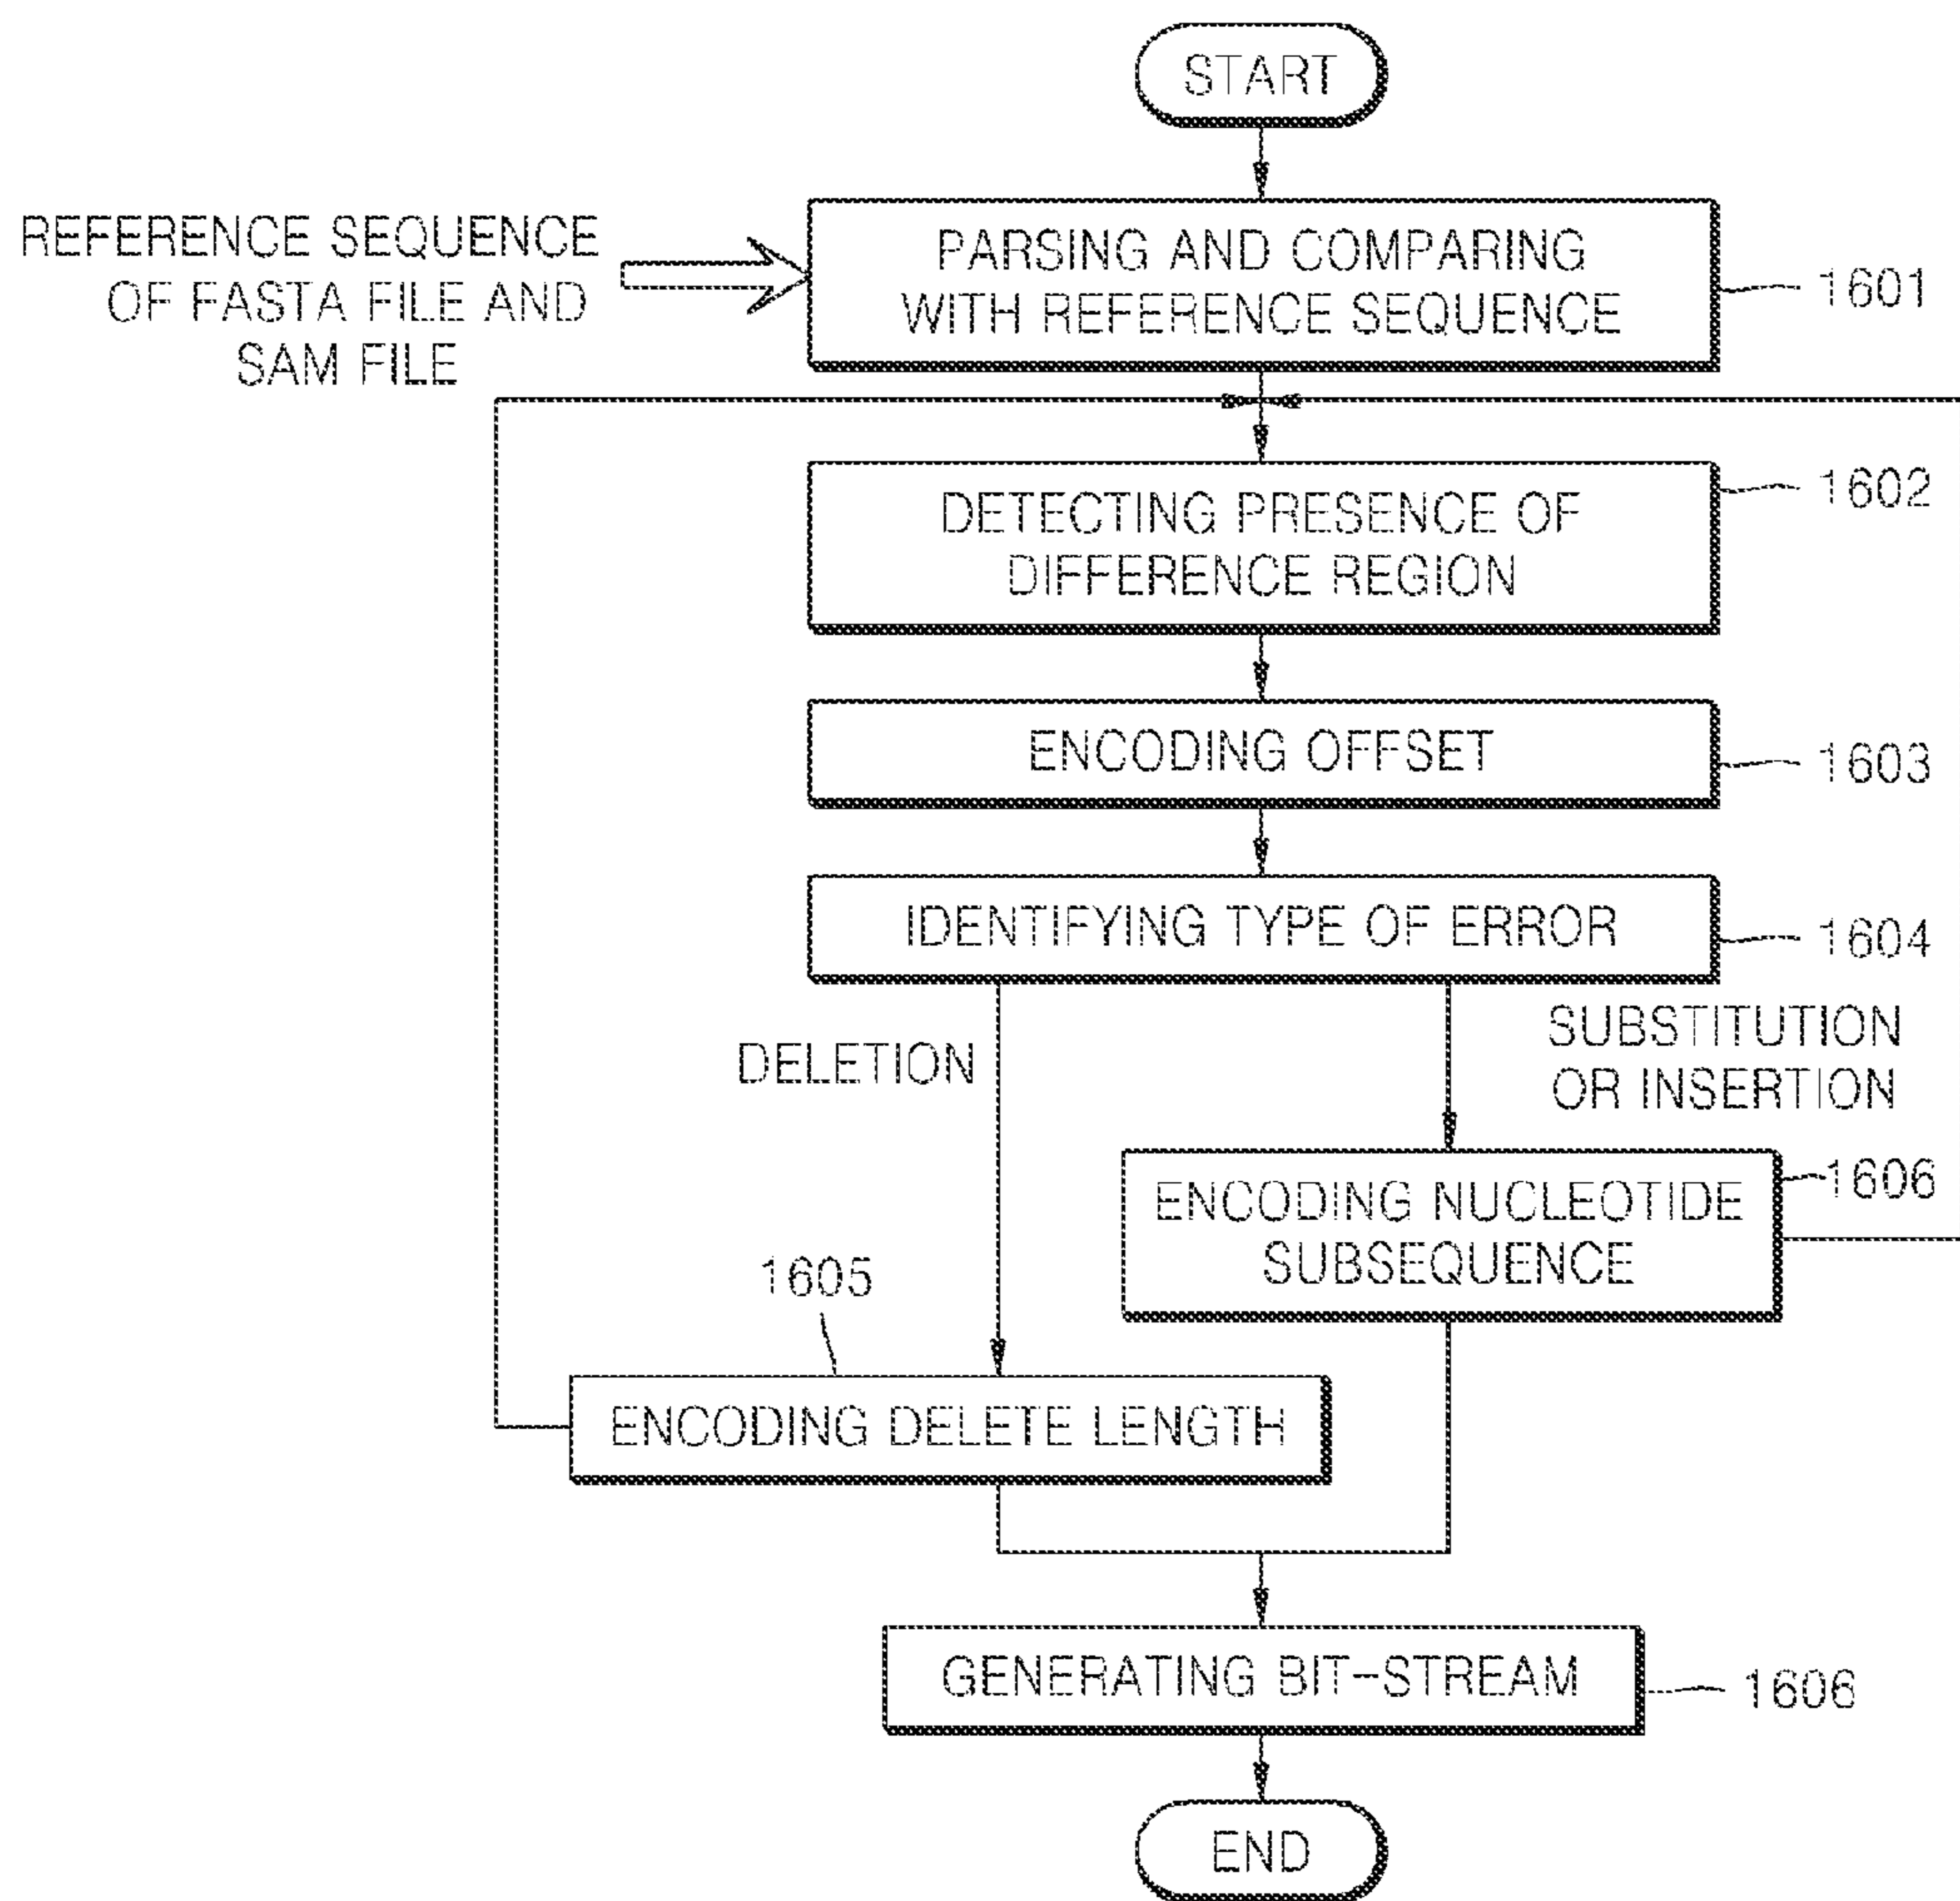 START
REFERENCE SEQUENCE
OF FASTA FILE AND
SAM FILE
PARSING AND COMPARING
WITH REFERENCE SEQUENCE
1601
DETECTING PRESENCE OF
DIFFERENCE REGION
1602
ENCODING OFFSET
1603
IDENTIFYING TYPE OF ERROR
1604
DELETION
SUBSTITUTION
OR INSERTION
ENCODING NUCLEOTIDE
SUBSEQUENCE
1606
1605
ENCODING DELETE LENGTH
GENERATING BIT-STREAM
1606
END